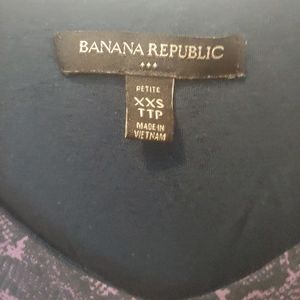 BANANA REPUBLIC
PETITE
XXS
TTP
MADE IN
VIETNAM